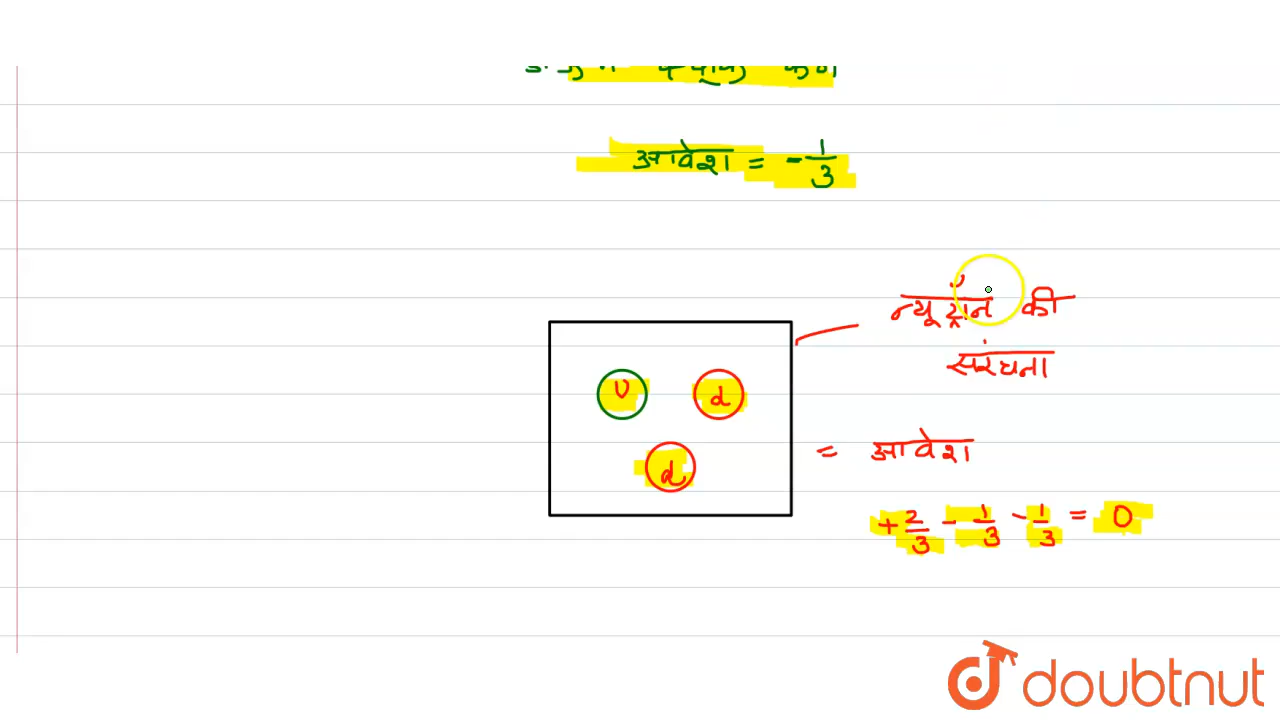 आवेश = - 1/3
न्यूट्रॉन की
संरचना
U d
d
= आवेश
+ 2/3 - 1/3 - 1/3 = 0
doubtnut